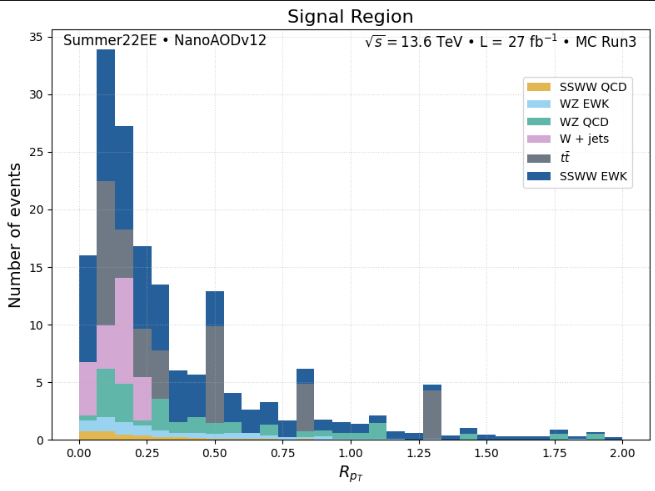 Signal Region
Summer22EE • NanoAODv12
√s = 13.6 TeV • L = 27 fb⁻¹ • MC Run3
SSWW QCD
WZ EWK
WZ QCD
W + jets
tt̄
SSWW EWK
Number of events
35
30
25
20
15
10
5
0
0.00 0.25 0.50 0.75 1.00 1.25 1.50 1.75 2.00
R_{p_T}